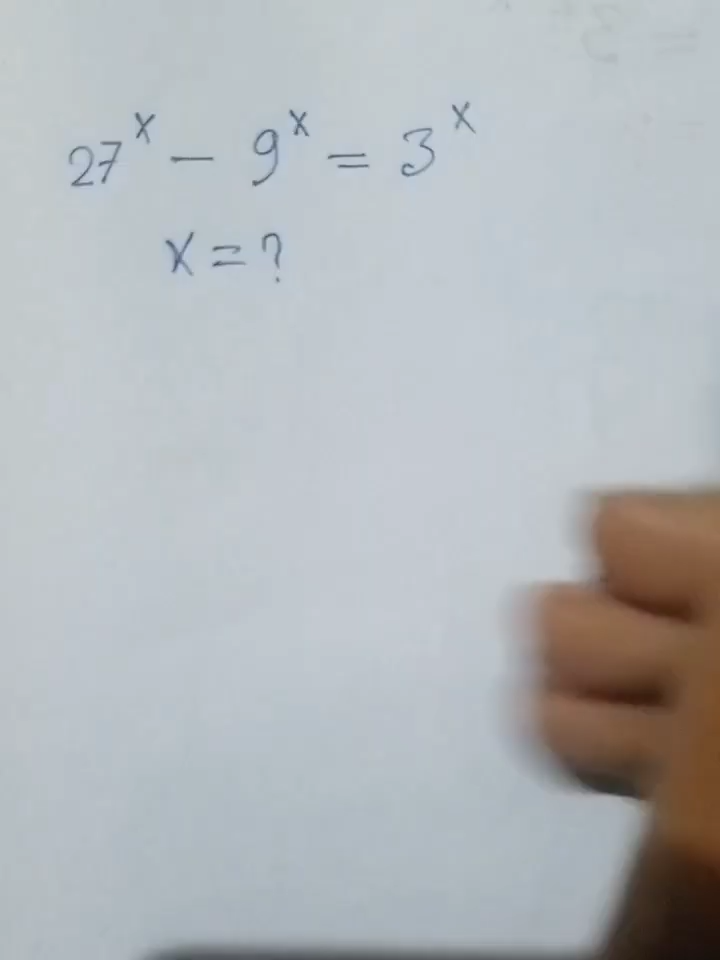 27^x - 9^x = 3^x
x = ?